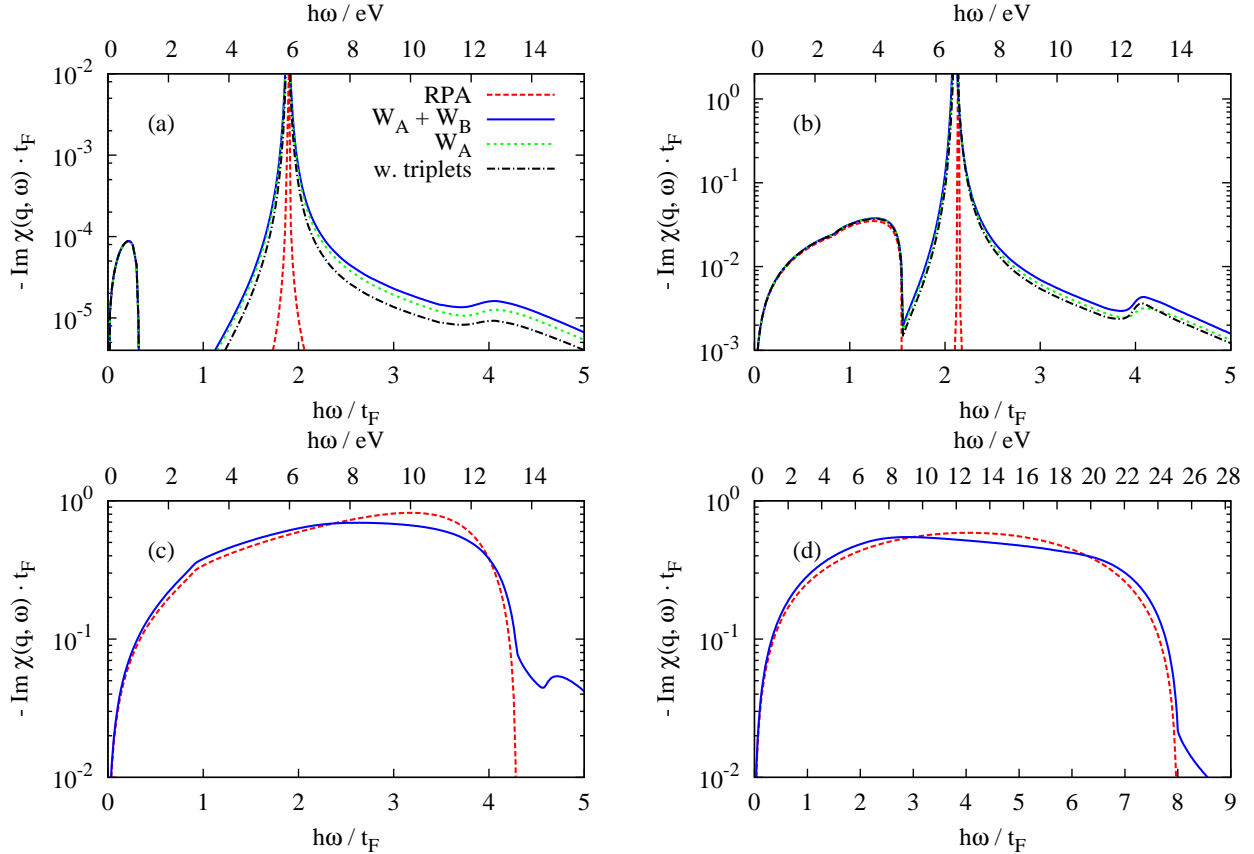 hω / eV
0 2 4 6 8 10 12 14
10^-2
10^-3
10^-4
10^-5
- Im χ(q, ω) · t_F
(a)
RPA
W_A + W_B
W_A
w. triplets
0 1 2 3 4 5
hω / t_F
hω / eV
0 2 4 6 8 10 12 14
10^0
10^-1
10^-2
10^-3
- Im χ(q, ω) · t_F
(b)
0 1 2 3 4 5
hω / t_F
hω / eV
0 2 4 6 8 10 12 14
10^0
10^-1
10^-2
- Im χ(q, ω) · t_F
(c)
0 1 2 3 4 5
hω / t_F
hω / eV
0 2 4 6 8 10 12 14 16 18 20 22 24 26 28
10^0
10^-1
10^-2
- Im χ(q, ω) · t_F
(d)
0 1 2 3 4 5 6 7 8 9
hω / t_F